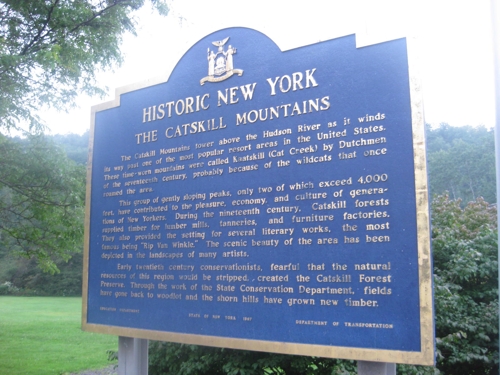 HISTORIC NEW YORK
THE CATSKILL MOUNTAINS
The Catskill Mountains tower above the Hudson River as it winds
its way past one of the most popular resort areas in the United States.
These blue-seen mountains were called Kaatskill (Cat Creek) by Dutchmen
of the seventeenth century, probably because of the wildcats that once
roamed the area.
This group of gently sloping peaks, only two of which exceed 4,000
feet, have contributed to the pleasure, economy, and culture of genera-
tions of New Yorkers. During the nineteenth century, Catskill forests
supplied timber for lumber mills, tanneries, and furniture factories.
They also provided the setting for several literary works, the most
famous being "Rip Van Winkle." The scenic beauty of the area has been
depicted in the landscapes of many artists.
Early twentieth century conservationists, fearful that the natural
resources of this region would be stripped, created the Catskill Forest
Preserve. Through the work of the State Conservation Department, fields
have gone back to woodlot and the shorn hills have grown new timber.
EDUCATION DEPARTMENT STATE OF NEW YORK 1967 DEPARTMENT OF TRANSPORTATION